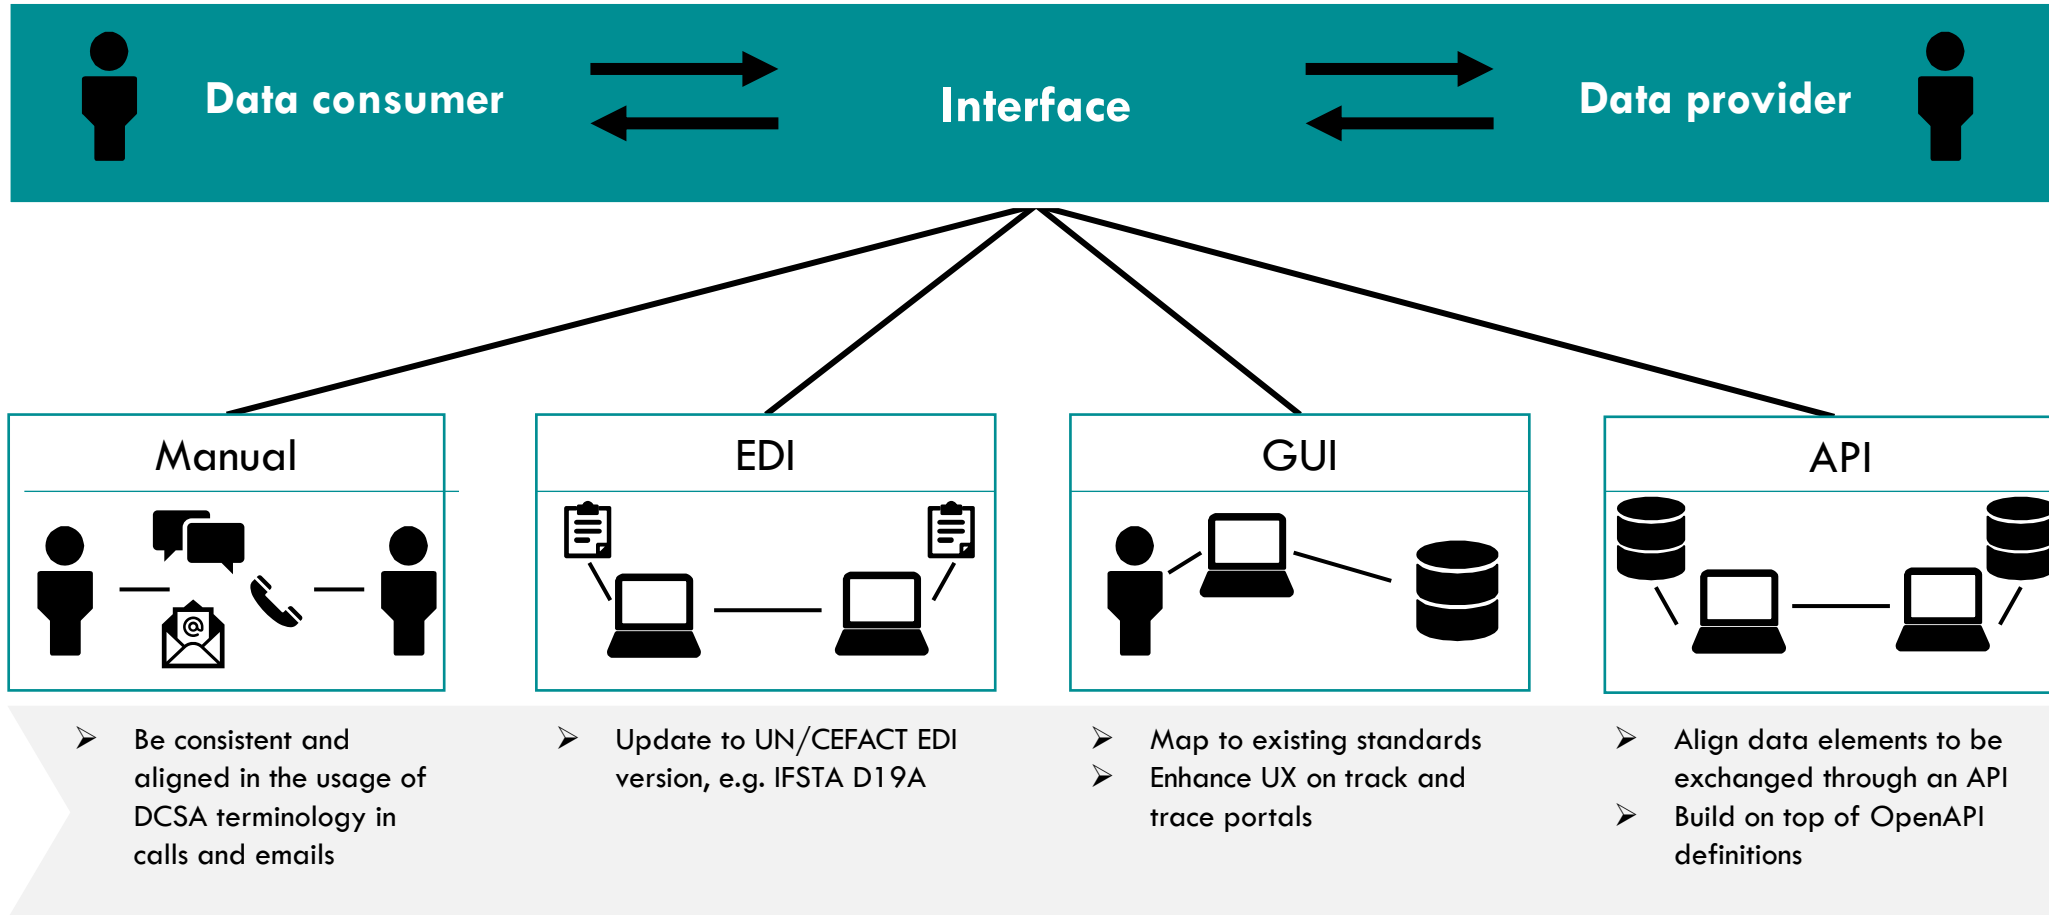 Data consumer
Interface
Data provider
Manual
EDI
GUI
API
@
➢ Be consistent and
aligned in the usage of
DCSA terminology in
calls and emails
➢ Update to UN/CEFACT EDI
version, e.g. IFSTA D19A
➢ Map to existing standards
➢ Enhance UX on track and
trace portals
➢ Align data elements to be
exchanged through an API
➢ Build on top of OpenAPI
definitions